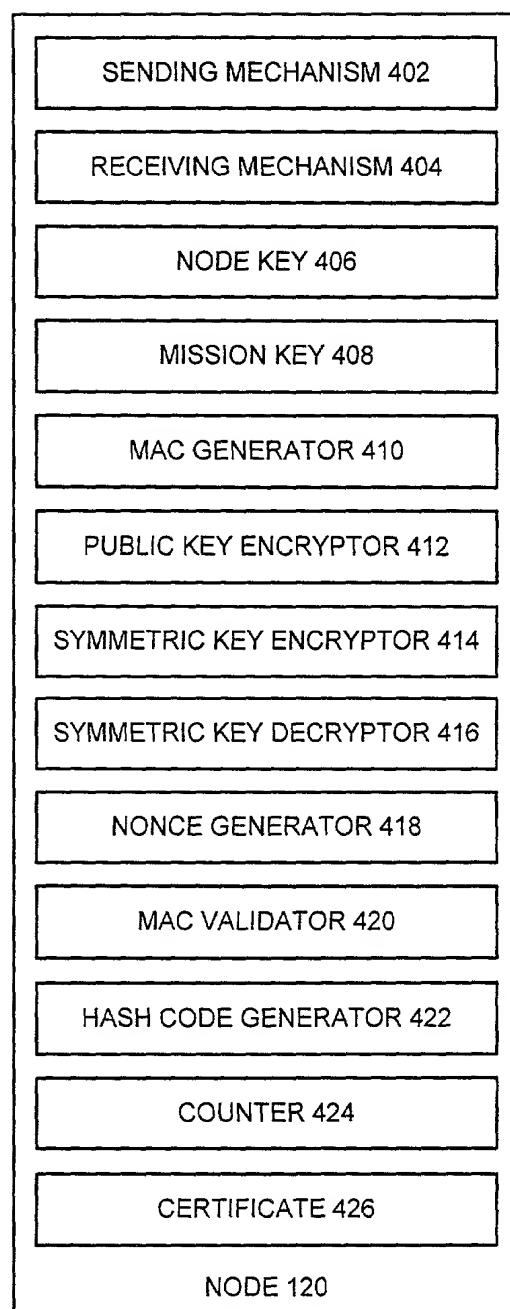 SENDING MECHANISM 402
RECEIVING MECHANISM 404
NODE KEY 406
MISSION KEY 408
MAC GENERATOR 410
PUBLIC KEY ENCRYPTOR 412
SYMMETRIC KEY ENCRYPTOR 414
SYMMETRIC KEY DECRYPTOR 416
NONCE GENERATOR 418
MAC VALIDATOR 420
HASH CODE GENERATOR 422
COUNTER 424
CERTIFICATE 426
NODE 120